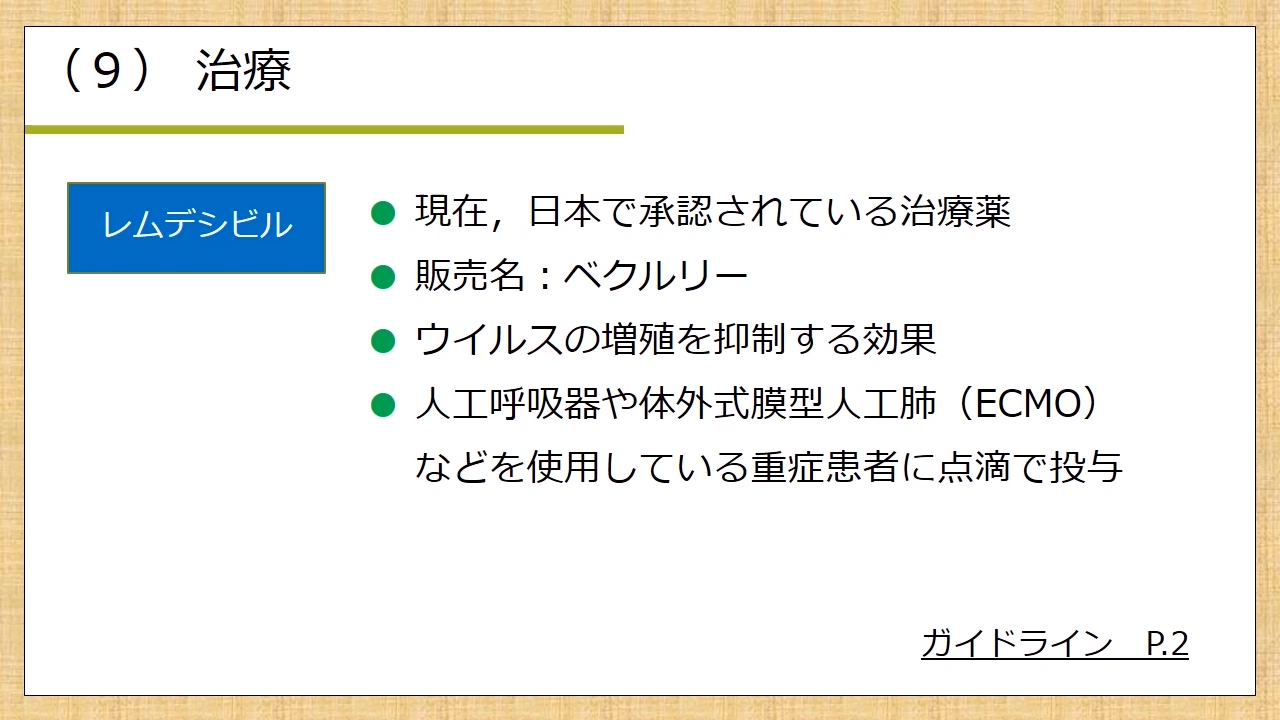 （９） 治療
レムデシビル
● 現在，日本で承認されている治療薬
● 販売名：ベクルリー
● ウイルスの増殖を抑制する効果
● 人工呼吸器や体外式膜型人工肺（ECMO）
などを使用している重症患者に点滴で投与
ガイドライン　P.2